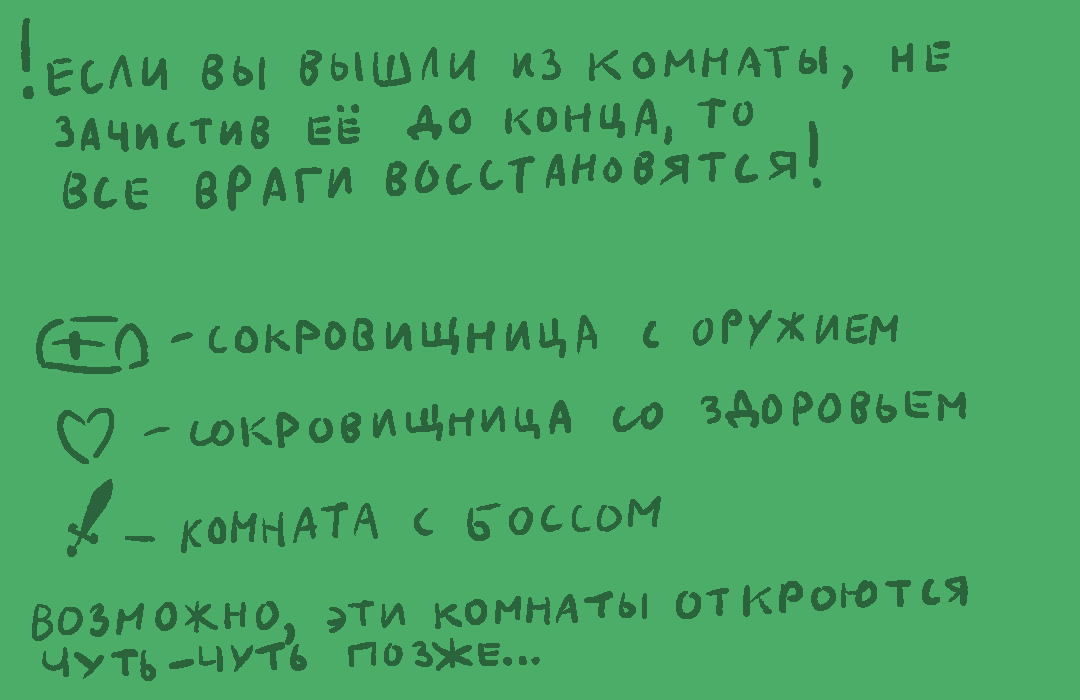 !ЕСЛИ ВЫ ВЫШЛИ ИЗ КОМНАТЫ, НЕ
ЗАЧИСТИВ ЕЁ ДО КОНЦА, ТО
ВСЕ ВРАГИ ВОССТАНОВЯТСЯ!
- СОКРОВИЩНИЦА С ОРУЖИЕМ
- СОКРОВИЩНИЦА СО ЗДОРОВЬЕМ
- КОМНАТА С БОССОМ
ВОЗМОЖНО, ЭТИ КОМНАТЫ ОТКРОЮТСЯ
ЧУТЬ-ЧУТЬ ПОЗЖЕ...